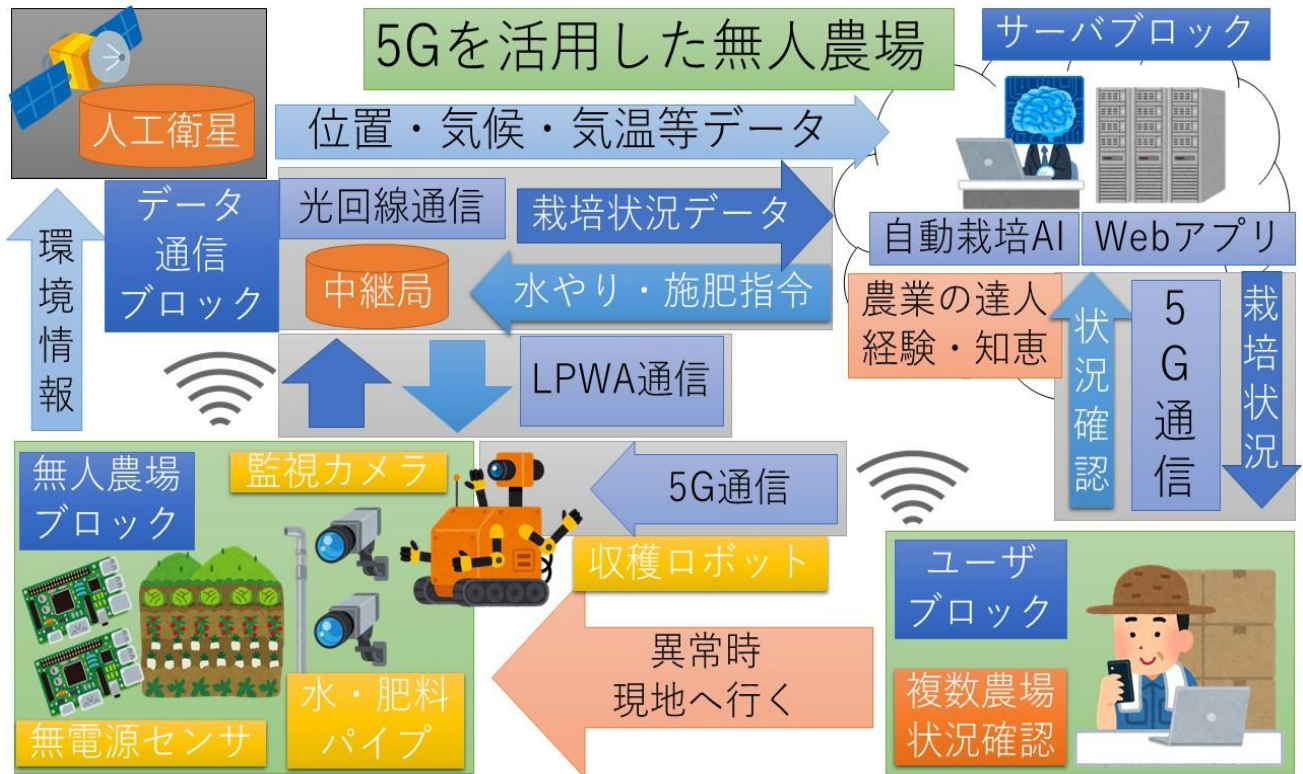 5Gを活用した無人農場
サーバブロック
人工衛星
位置・気候・気温等データ
データ
通信
ブロック
光回線通信
栽培状況データ
中継局
水やり・施肥指令
自動栽培AI
Webアプリ
農業の達人
経験・知恵
環境情報
LPWA通信
状況確認
5G通信
栽培状況
無人農場
ブロック
監視カメラ
5G通信
収穫ロボット
ユーザ
ブロック
異常時
現地へ行く
水・肥料
パイプ
無電源センサ
複数農場
状況確認